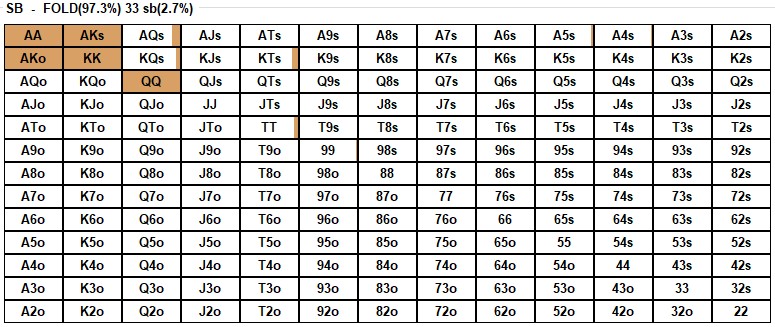 SB - FOLD(97.3%) 33 sb(2.7%)
AA AKs AQs AJs ATs A9s A8s A7s A6s A5s A4s A3s A2s
AKo KK KQs KJs KTs K9s K8s K7s K6s K5s K4s K3s K2s
AQo KQo QQ QJs QTs Q9s Q8s Q7s Q6s Q5s Q4s Q3s Q2s
AJo KJo QJo JJ JTs J9s J8s J7s J6s J5s J4s J3s J2s
ATo KTo QTo JTo TT T9s T8s T7s T6s T5s T4s T3s T2s
A9o K9o Q9o J9o T9o 99 98s 97s 96s 95s 94s 93s 92s
A8o K8o Q8o J8o T8o 98o 88 87s 86s 85s 84s 83s 82s
A7o K7o Q7o J7o T7o 97o 87o 77 76s 75s 74s 73s 72s
A6o K6o Q6o J6o T6o 96o 86o 76o 66 65s 64s 63s 62s
A5o K5o Q5o J5o T5o 95o 85o 75o 65o 55 54s 53s 52s
A4o K4o Q4o J4o T4o 94o 84o 74o 64o 54o 44 43s 42s
A3o K3o Q3o J3o T3o 93o 83o 73o 63o 53o 43o 33 32s
A2o K2o Q2o J2o T2o 92o 82o 72o 62o 52o 42o 32o 22